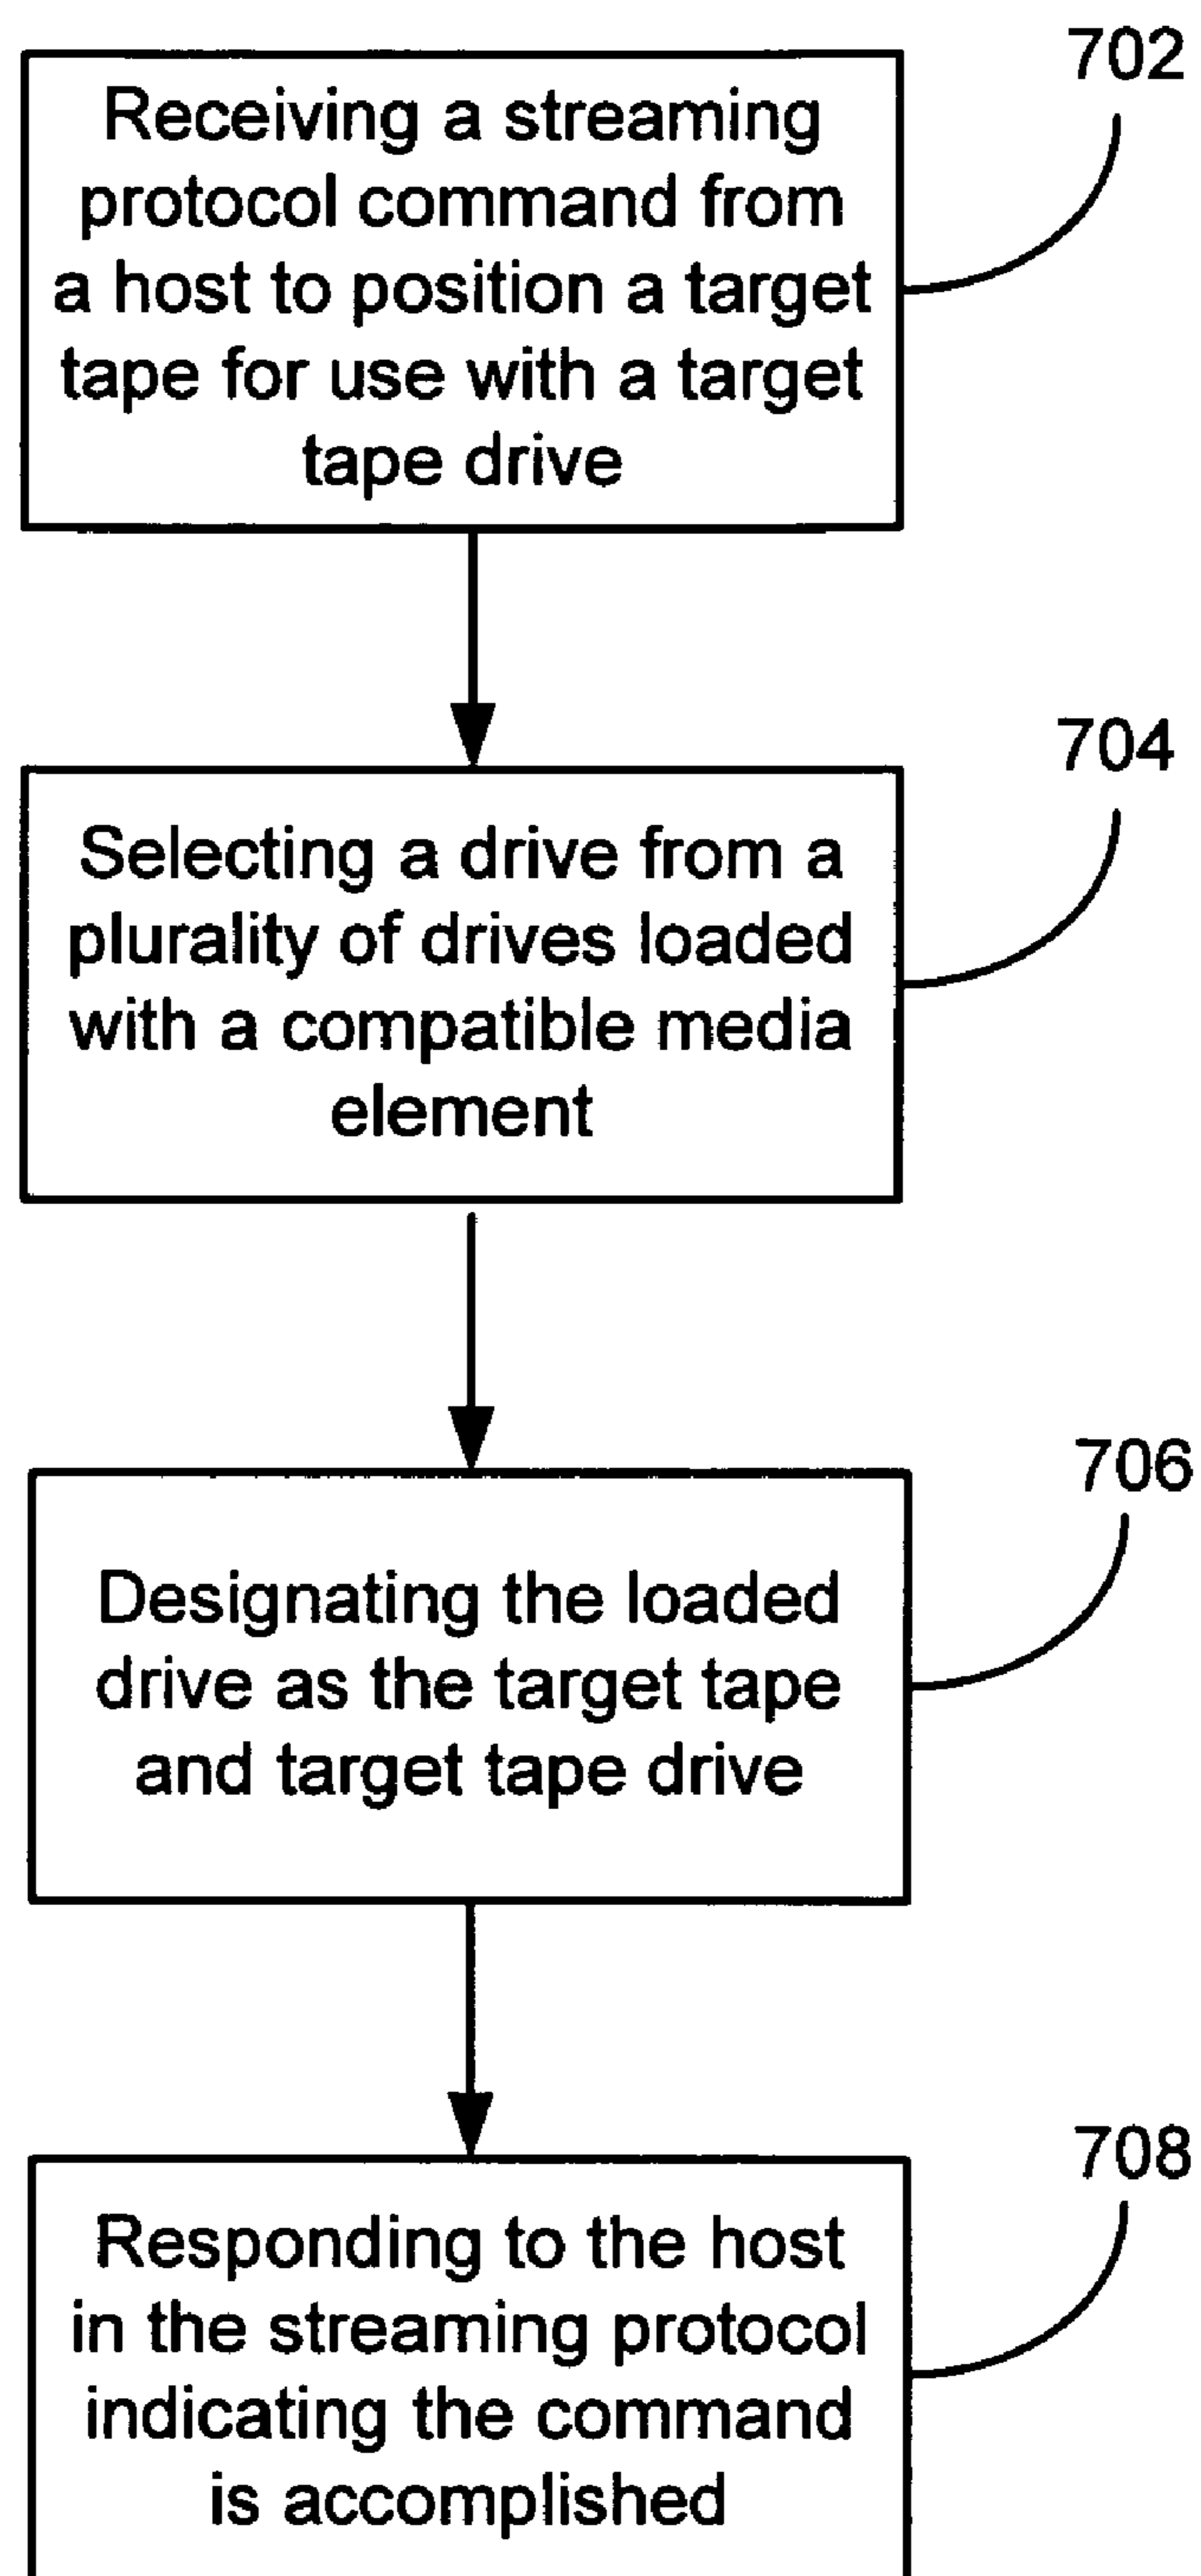 702
Receiving a streaming
protocol command from
a host to position a target
tape for use with a target
tape drive
704
Selecting a drive from a
plurality of drives loaded
with a compatible media
element
706
Designating the loaded
drive as the target tape
and target tape drive
708
Responding to the host
in the streaming protocol
indicating the command
is accomplished